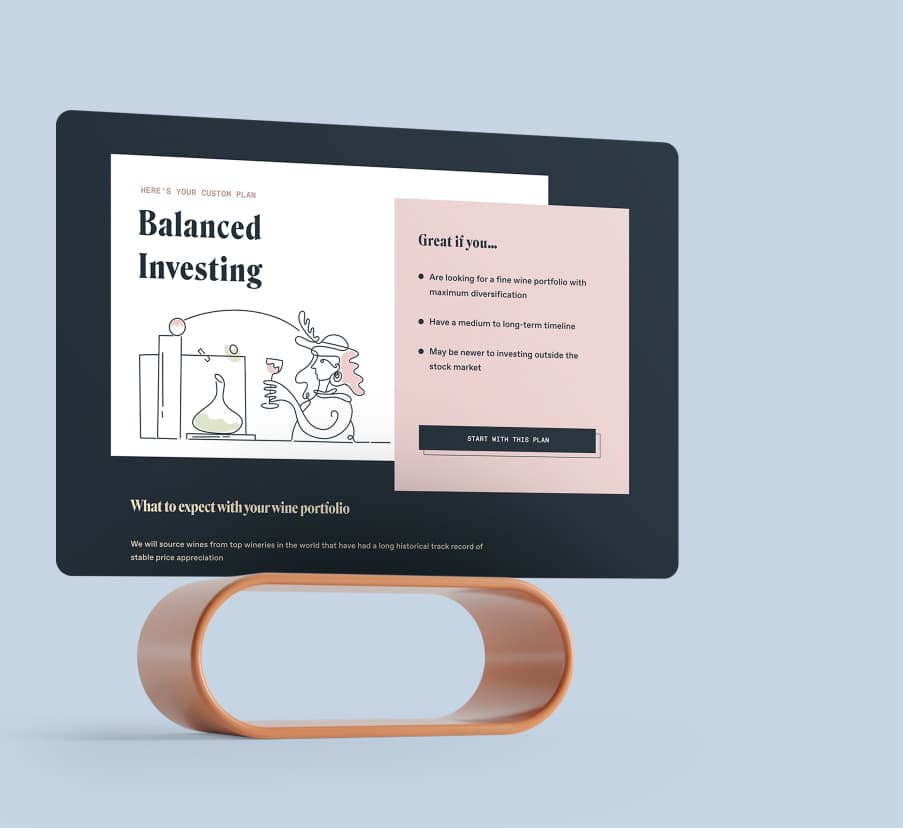 HERE'S YOUR CUSTOM PLAN
Balanced
Investing
Great if you...
Are looking for a fine wine portfolio with
maximum diversification
Have a medium to long-term timeline
May be newer to investing outside the
stock market
START WITH THIS PLAN
What to expect with your wine portfolio
We will source wines from top wineries in the world that have had a long historical track record of
stable price appreciation